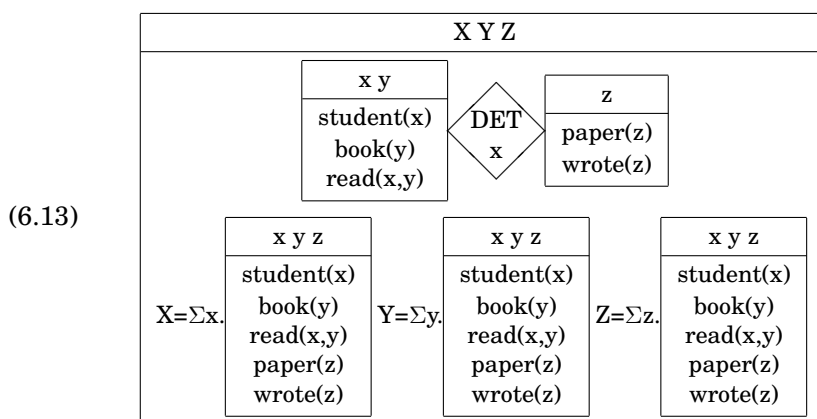 (6.13)
X Y Z
x y
student(x)
book(y)
read(x,y)
DET
x
z
paper(z)
wrote(z)
X=Σx.
x y z
student(x)
book(y)
read(x,y)
paper(z)
wrote(z)
Y=Σy.
x y z
student(x)
book(y)
read(x,y)
paper(z)
wrote(z)
Z=Σz.
x y z
student(x)
book(y)
read(x,y)
paper(z)
wrote(z)